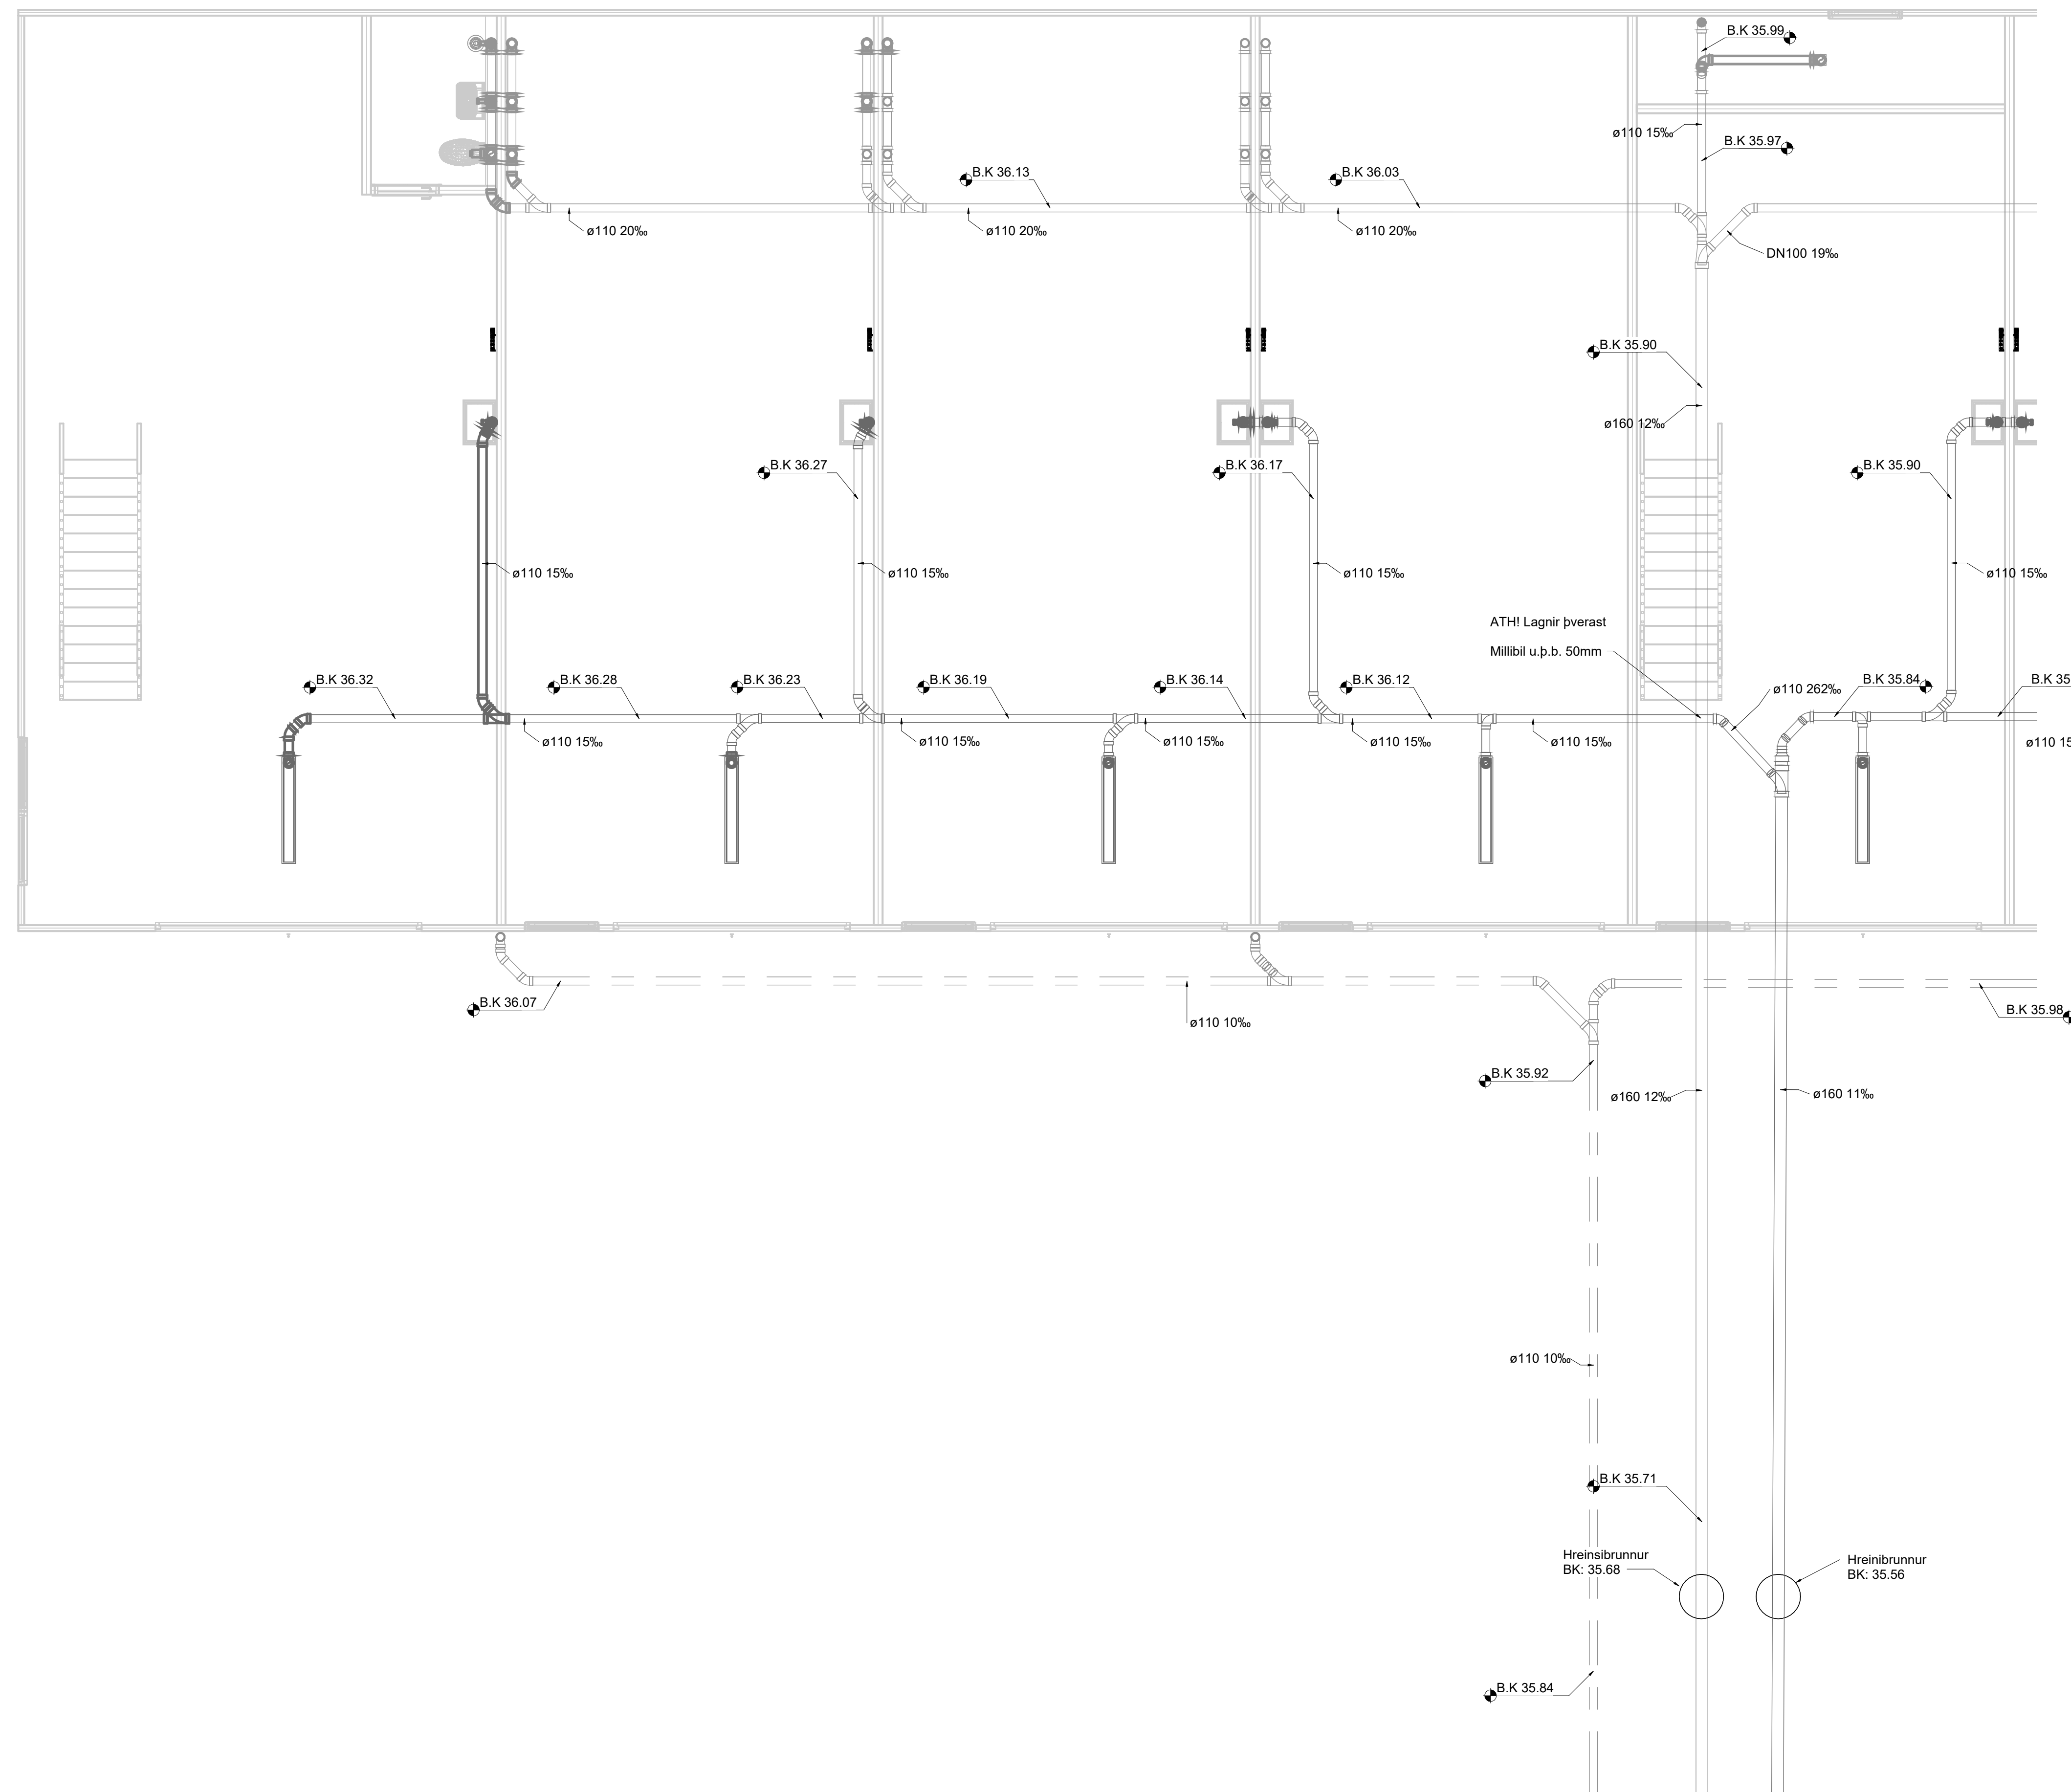 B.K 35.99
ø110 15‰
B.K 35.97
B.K 36.13
B.K 36.03
ø110 20‰
ø110 20‰
ø110 20‰
DN100 19‰
B.K 35.90
ø160 12‰
B.K 36.27
B.K 36.17
B.K 35.90
ø110 15‰
ø110 15‰
ø110 15‰
ø110 15‰
ATH! Lagnir þverast
Millibil u.þ.b. 50mm
B.K 36.32
B.K 36.28
B.K 36.23
B.K 36.19
B.K 36.14
B.K 36.12
ø110 262‰
B.K 35.84
B.K 35
ø110 15‰
ø110 15‰
ø110 15‰
ø110 15‰
ø110 15‰
ø110 15
B.K 36.07
ø110 10‰
B.K 35.98
B.K 35.92
ø160 12‰
ø160 11‰
ø110 10‰
B.K 35.71
Hreinsibrunnur
BK: 35.68
Hreinibrunnur
BK: 35.56
B.K 35.84